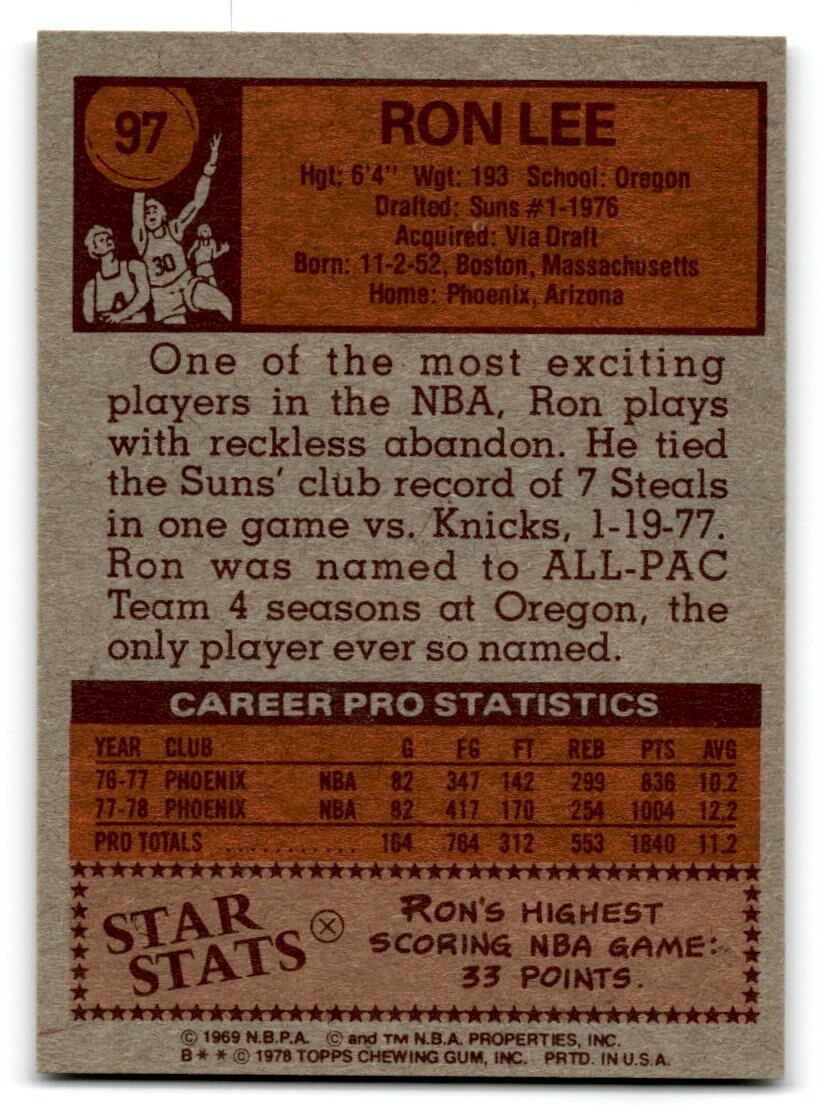 97
30
RON LEE
Hgt: 6'4" Wgt: 193 School: Oregon
Drafted: Suns #1-1976
Acquired: Via Draft
Born: 11-2-52, Boston, Massachusetts
Home: Phoenix, Arizona
One of the most exciting
players in the NBA, Ron plays
with reckless abandon. He tied
the Suns' club record of 7 Steals
in one game vs. Knicks, 1-19-77.
Ron was named to ALL-PAC
Team 4 seasons at Oregon, the
only player ever so named.
CAREER PRO STATISTICS
YEAR CLUB G FG FT REB PTS AVG
76-77 PHOENIX NBA 82 347 142 299 836 10.2
77-78 PHOENIX NBA 82 417 170 254 1004 12.2
PRO TOTALS ........... 164 764 312 553 1840 11.2
STAR
STATS
RON'S HIGHEST
SCORING NBA GAME:
33 POINTS.
© 1969 N.B.P.A. © and TM N.B.A. PROPERTIES, INC.
B * * © 1978 TOPPS CHEWING GUM, INC. PRTD. IN U.S.A.